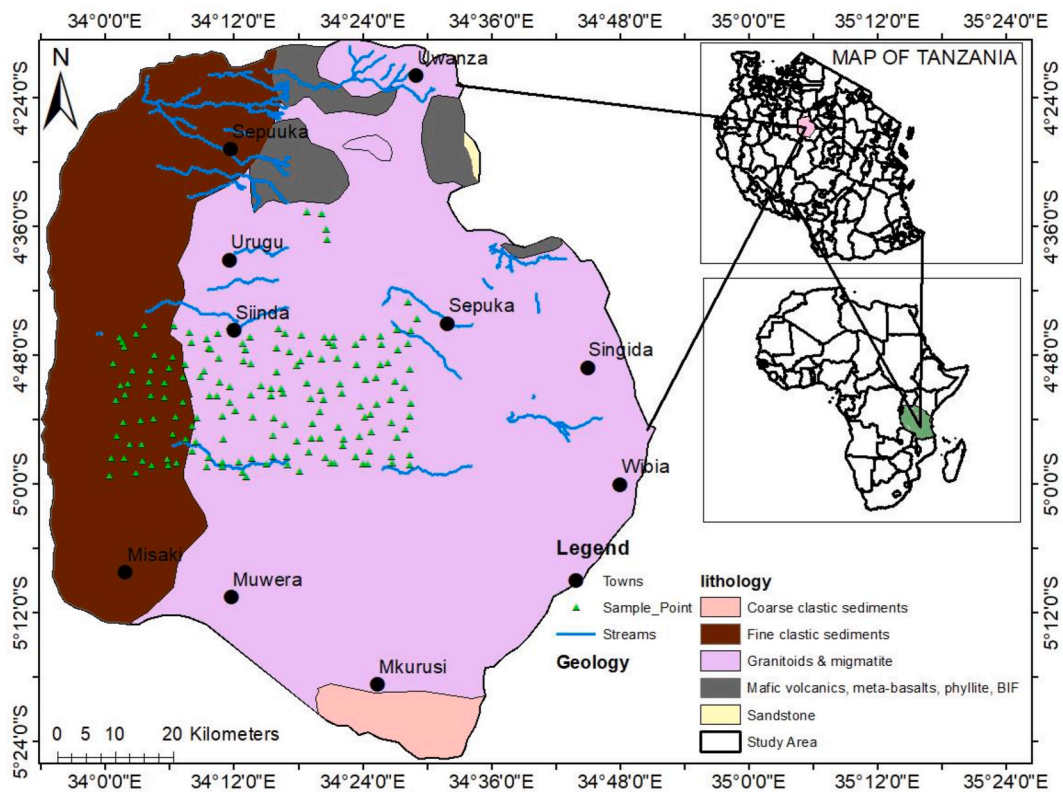 34°0'0"E 34°12'0"E 34°24'0"E 34°36'0"E 34°48'0"E 35°0'0"E 35°12'0"E 35°24'0"E
N
MAP OF TANZANIA
4°24'0"S
4°24'0"S
Uwanza
Sepuuka
4°36'0"S
4°36'0"S
Urugu
Siinda
Sepuka
4°48'0"S
4°48'0"S
Singida
5°0'0"S
5°0'0"S
Wibia
Misaki
Muwera
Mkurusi
5°12'0"S
5°12'0"S
Legend
Towns
Sample_Point
Streams
Geology
lithology
Coarse clastic sediments
Fine clastic sediments
Granitoids & migmatite
Mafic volcanics, meta-basalts, phyllite, BIF
Sandstone
Study Area
0 5 10 20 Kilometers
5°24'0"S
5°24'0"S
34°0'0"E 34°12'0"E 34°24'0"E 34°36'0"E 34°48'0"E 35°0'0"E 35°12'0"E 35°24'0"E